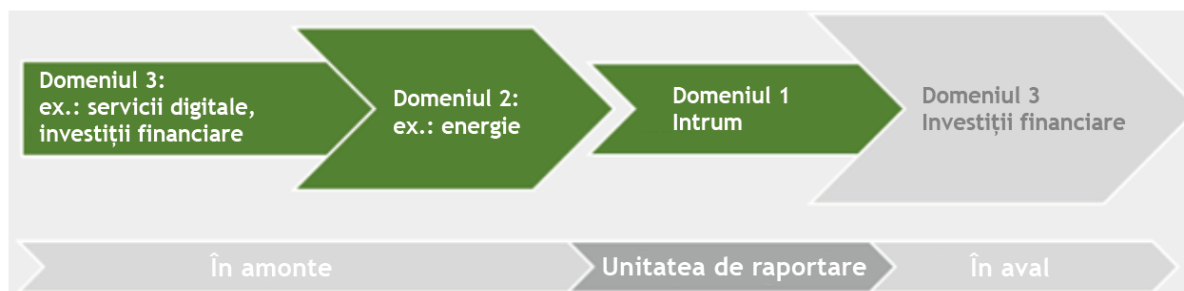 Domeniul 3:
ex.: servicii digitale,
investiții financiare
Domeniul 2:
ex.: energie
Domeniul 1
Intrum
Domeniul 3
Investiții financiare
În amonte
Unitatea de raportare
În aval